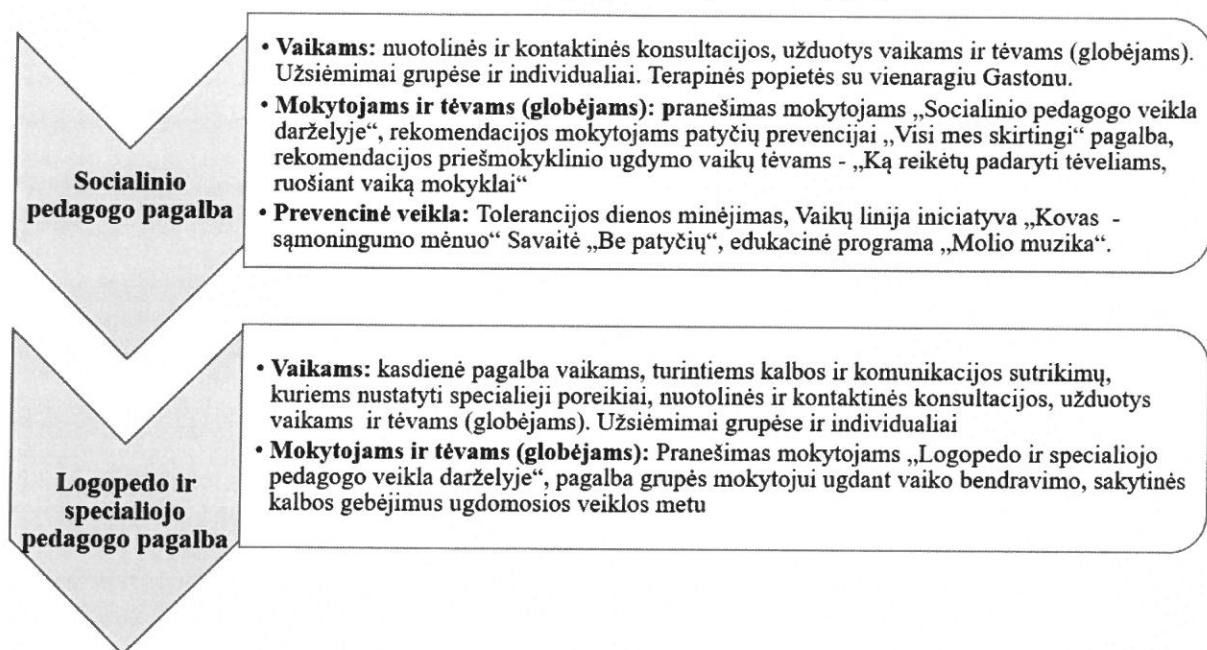 Socialinio
pedagogo pagalba
• Vaikams: nuotolinės ir kontaktinės konsultacijos, užduotys vaikams ir tėvams (globėjams).
Užsiėmimai grupėse ir individualiai. Terapinės popietės su vienaragiu Gastonu.
• Mokytojams ir tėvams (globėjams): pranešimas mokytojams „Socialinio pedagogo veikla
darželyje“, rekomendacijos mokytojams patyčių prevencijai „Visi mes skirtingi“ pagalba,
rekomendacijos priešmokyklinio ugdymo vaikų tėvams - „Ką reikėtų padaryti tėveliams,
ruošiant vaiką mokyklai“
• Prevencinė veikla: Tolerancijos dienos minėjimas, Vaikų linija iniciatyva „Kovas -
sąmoningumo mėnuo“ Savaitė „Be patyčių“, edukacinė programa „Molio muzika“.
Logopedo ir
specialiojo
pedagogo pagalba
• Vaikams: kasdienė pagalba vaikams, turintiems kalbos ir komunikacijos sutrikimų,
kuriems nustatyti specialieji poreikiai, nuotolinės ir kontaktinės konsultacijos, užduotys
vaikams ir tėvams (globėjams). Užsiėmimai grupėse ir individualiai
• Mokytojams ir tėvams (globėjams): Pranešimas mokytojams „Logopedo ir specialiojo
pedagogo veikla darželyje“, pagalba grupės mokytojui ugdant vaiko bendravimo, sakytinės
kalbos gebėjimus ugdomosios veiklos metu